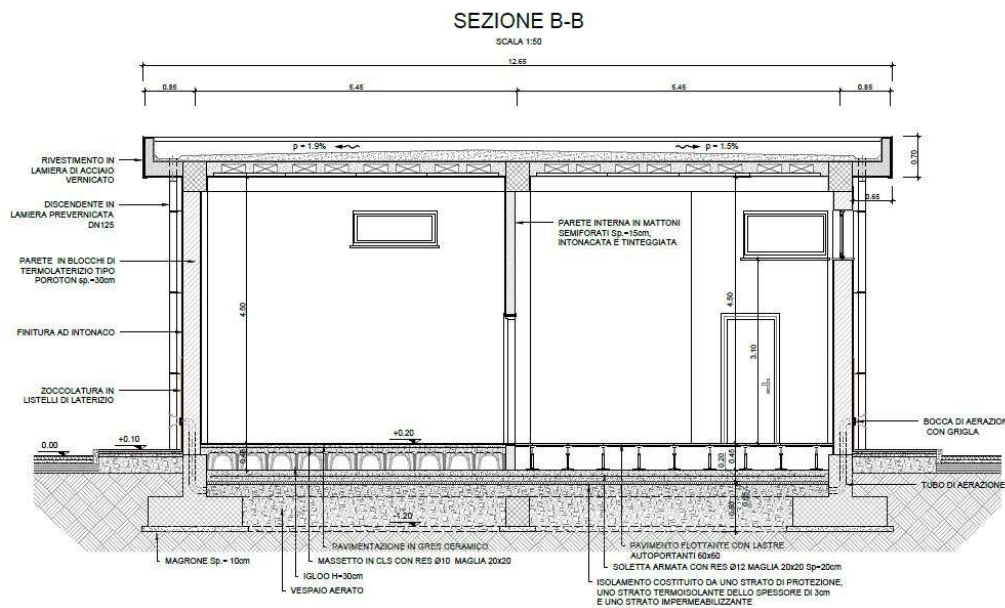 SEZIONE B-B
SCALA 1:50
12.65
0.85
5.45
5.45
0.85
p = 1.9%
p = 1.5%
0.70
0.65
RIVESTIMENTO IN
LAMIERA DI ACCIAIO
VERNICATO
DISCENDENTE IN
LAMIERA PREVERNICATA
DN125
PARETE IN BLOCCHI DI
TERMOLATERIZIO TIPO
POROTON sp.=30cm
FINITURA AD INTONACO
ZOCCOLATURA IN
LISTELLI DI LATERIZIO
PARETE INTERNA IN MATTONI
SEMIFORATI Sp.=15cm,
INTONACATA E TINTEGGIATA
4.50
4.50
3.10
BOCCA DI AERAZION
CON GRIGLA
TUBO DI AERAZIONE
0.00
+0.10
+0.20
0.45
0.20
0.45
-1.20
MAGRONE Sp.= 10cm
PAVIMENTAZIONE IN GRES CERAMICO
MASSETTO IN CLS CON RES Ø10 MAGLIA 20x20
IGLOO H=30cm
VESPAIO AERATO
PAVIMENTO FLOTTANTE CON LASTRE
AUTOPORTANTI 60x60
SOLETTA ARMATA CON RES Ø12 MAGLIA 20x20 Sp=20cm
ISOLAMENTO COSTITUITO DA UNO STRATO DI PROTEZIONE,
UNO STRATO TERMOISOLANTE DELLO SPESSORE DI 3cm
E UNO STRATO IMPERMEABILIZZANTE